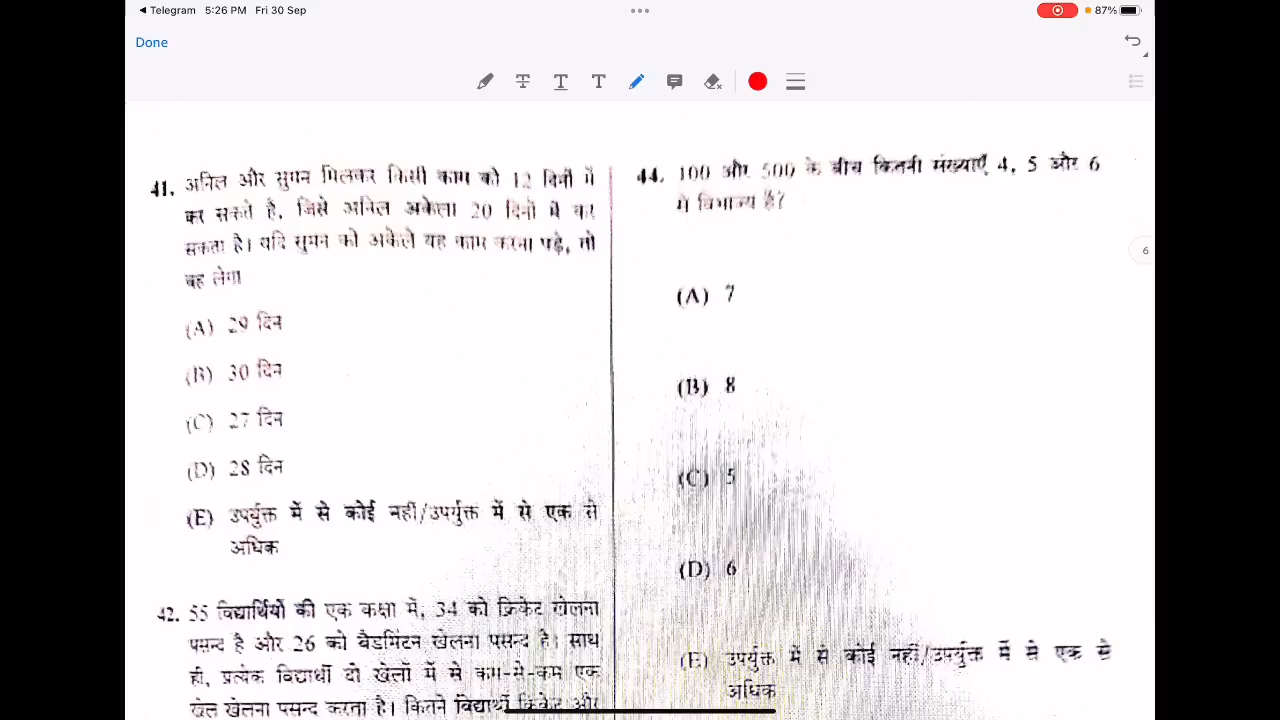 Telegram 5:26 PM Fri 30 Sep
87%
Done
6
41. अनिल और सुमन मिलकर किसी काम को 12 दिनों में
कर सकते है, जिसे अनिल अकेला 20 दिनों में कर
सकता है। यदि सुमन को अकेले यह काम करना पड़े, तो
वह लेगा
(A) 29 दिन
(B) 30 दिन
(C) 27 दिन
(D) 28 दिन
(E) उपर्युक्त में से कोई नहीं/उपर्युक्त में से एक से
अधिक
42. 55 विद्यार्थियों की एक कक्षा में, 34 को क्रिकेट खेलना
पसन्द है और 26 को बैडमिंटन खेलना पसन्द है। साथ
ही, प्रत्येक विद्यार्थी दो खेलों में से कम-से-कम एक
खेल खेलना पसन्द करता है। कितने विद्यार्थी क्रिकेट और
44. 100 और 500 के बीच कितनी संख्याएँ 4, 5 और 6
से विभाज्य है?
(A) 7
(B) 8
(C) 5
(D) 6
(E) उपर्युक्त में से कोई नहीं/उपर्युक्त में से एक से
अधिक